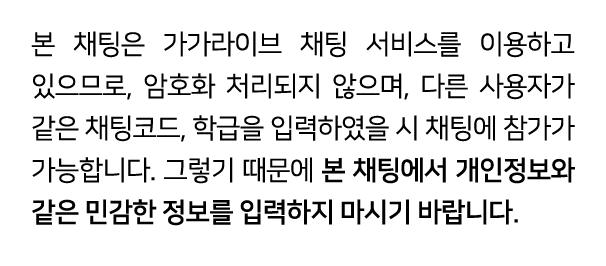 본 채팅은 가가라이브 채팅 서비스를 이용하고
있으므로, 암호화 처리되지 않으며, 다른 사용자가
같은 채팅코드, 학급을 입력하였을 시 채팅에 참가가
가능합니다. 그렇기 때문에 본 채팅에서 개인정보와
같은 민감한 정보를 입력하지 마시기 바랍니다.